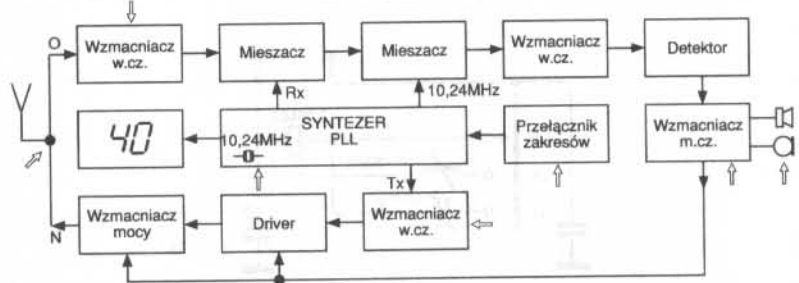 O
Wzmacniacz
w.cz.
Mieszacz
Mieszacz
Wzmacniacz
w.cz.
Detektor
Rx
10,24MHz
40
10,24MHz
SYNTEZER
PLL
Przełącznik
zakresów
Wzmacniacz
m.cz.
Tx
N
Wzmacniacz
mocy
Driver
Wzmacniacz
w.cz.